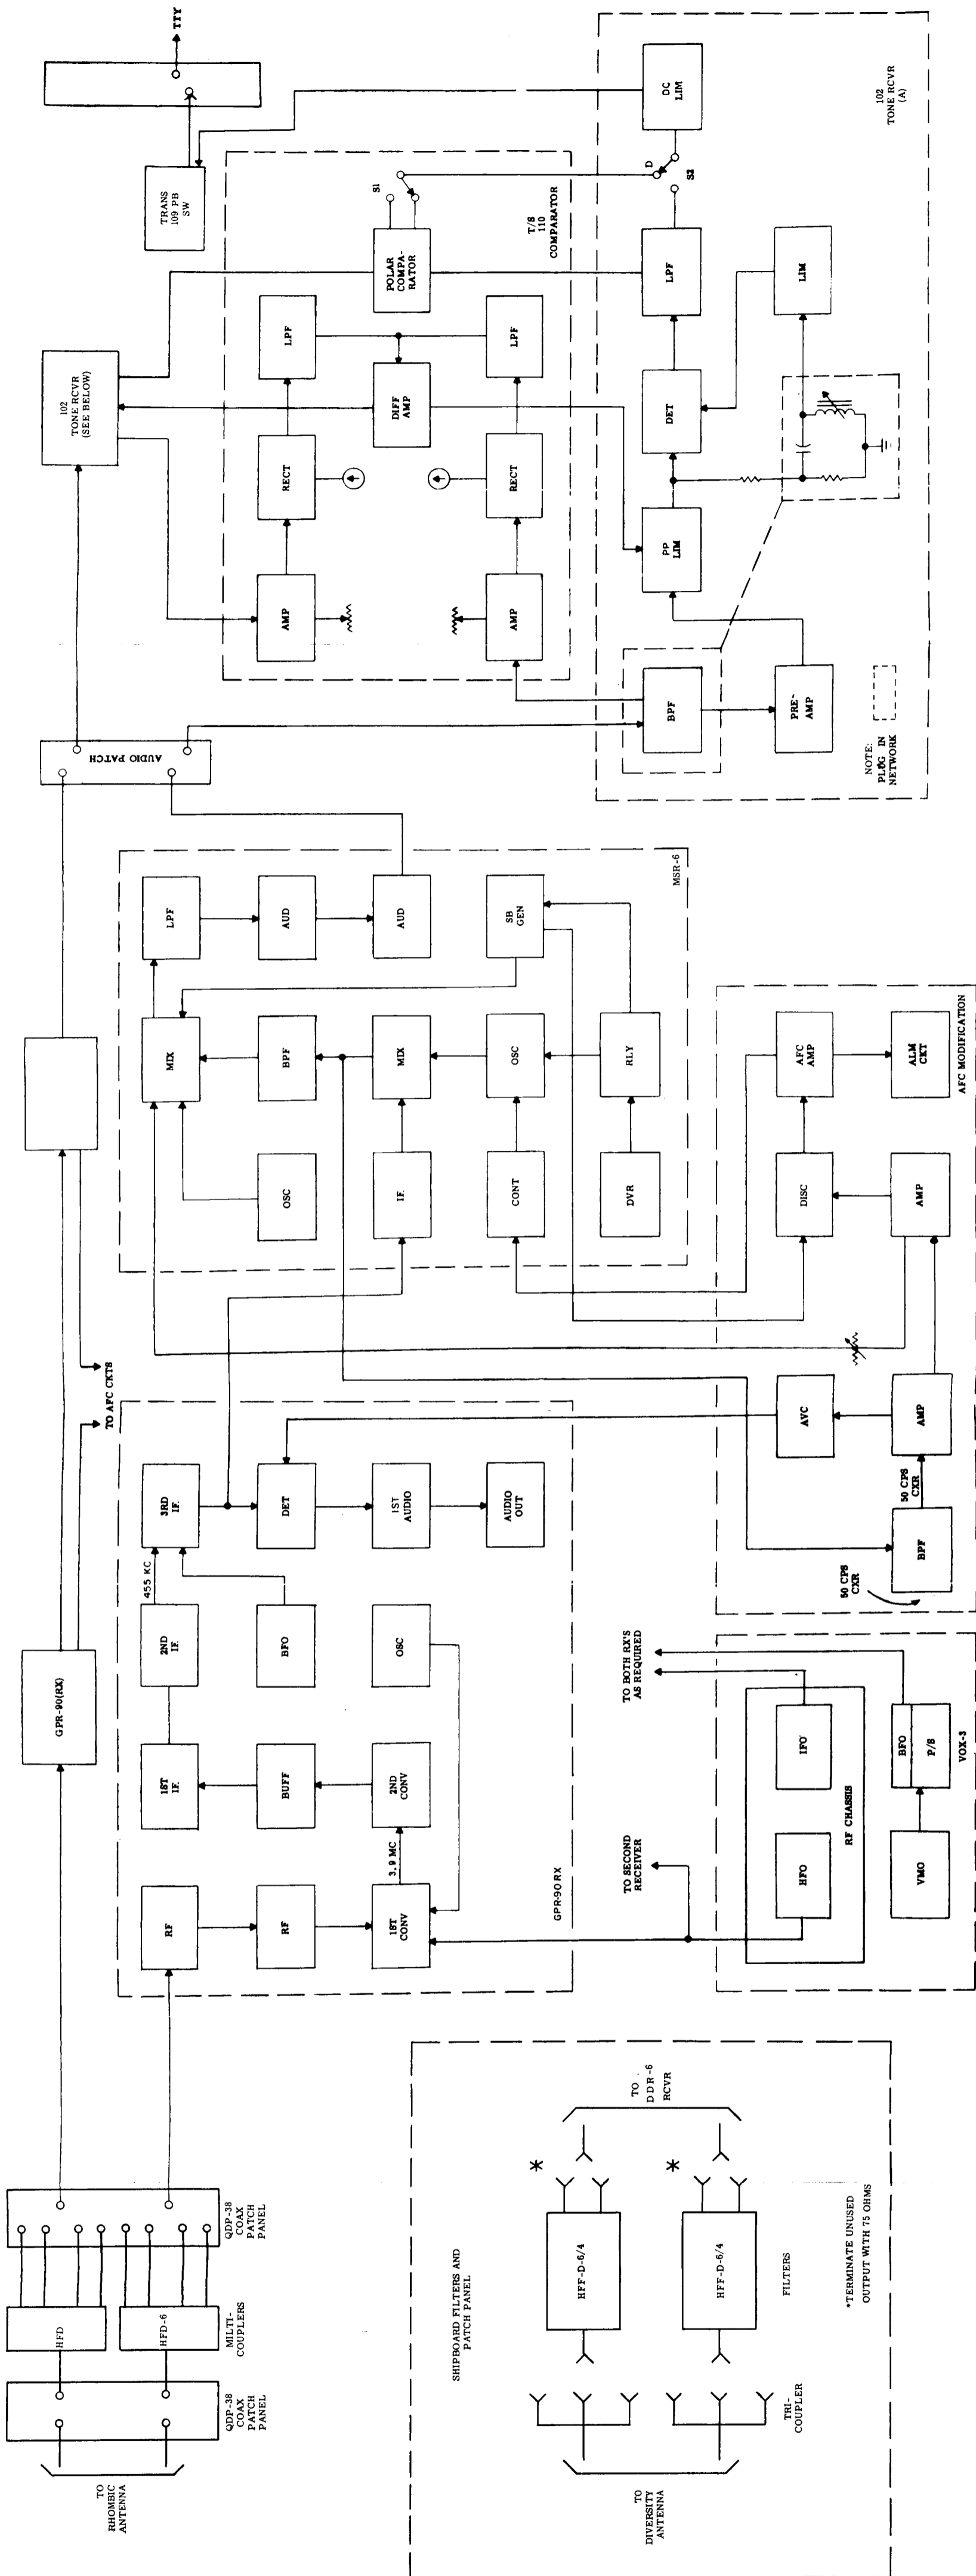 TO
RHOMBIC
ANTENNA
QDP-38
COAX
PATCH
PANEL
HFD
HFD-6
MILTI-
COUPLERS
QDP-38
COAX
PATCH
PANEL
GPR-90(RX)
TO AFC CKTS
AUDIO PATCH
102
TONE RCVR
(SEE BELOW)
TRANS
109 PB
SW
TTY
RF
RF
1ST
CONV
3.9 MC
2ND
CONV
BUFF
1ST
IF.
2ND
IF.
455 KC
BFO
OSC
3RD
IF.
DET
1ST
AUDIO
AUDIO
OUT
GPR-90 RX
OSC
IF.
CONT
DVR
MIX
BPF
MIX
OSC
RLY
LPF
AUD
AUD
SB
GEN
MSR-6
AMP
AMP
RECT
RECT
LPF
DIFF
AMP
LPF
POLAR
COMPA-
RATOR
S1
T/S
110
COMPARATOR
BPF
PRE-
AMP
PP
LIM
DET
LPF
LIM
D
S2
DC
LIM
102
TONE RCVR
(A)
NOTE:
PLUG IN
NETWORK
SHIPBOARD FILTERS AND
PATCH PANEL
TO
DIVERSITY
ANTENNA
TRI-
COUPLER
HFF-D-6/4
HFF-D-6/4
FILTERS
*
*
TO
DDR-6
RCVR
*TERMINATE UNUSED
OUTPUT WITH 75 OHMS
TO SECOND
RECEIVER
TO BOTH RX'S
AS REQUIRED
HFO
IFO
RF CHASSIS
VMO
BFO
P/S
VOX-3
50 CPS
CXR
BPF
50 CPS
CXR
AMP
AVC
AMP
DISC
AFC
AMP
ALM
CKT
AFC MODIFICATION